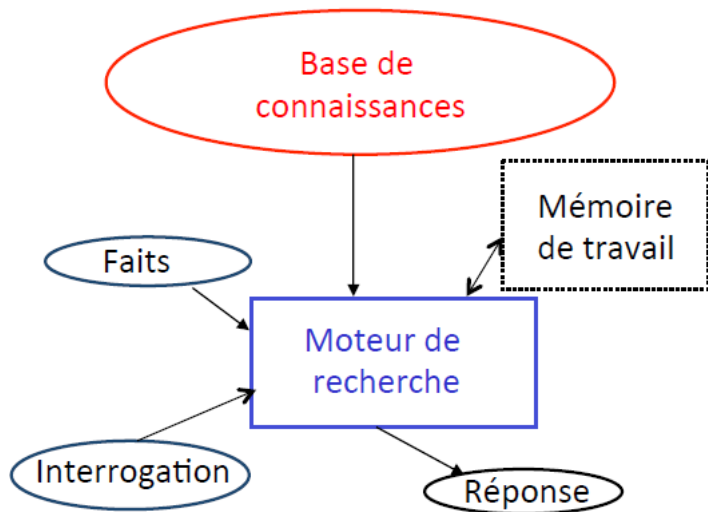 Base de
connaissances
Mémoire
de travail
Faits
Moteur de
recherche
Interrogation
Réponse